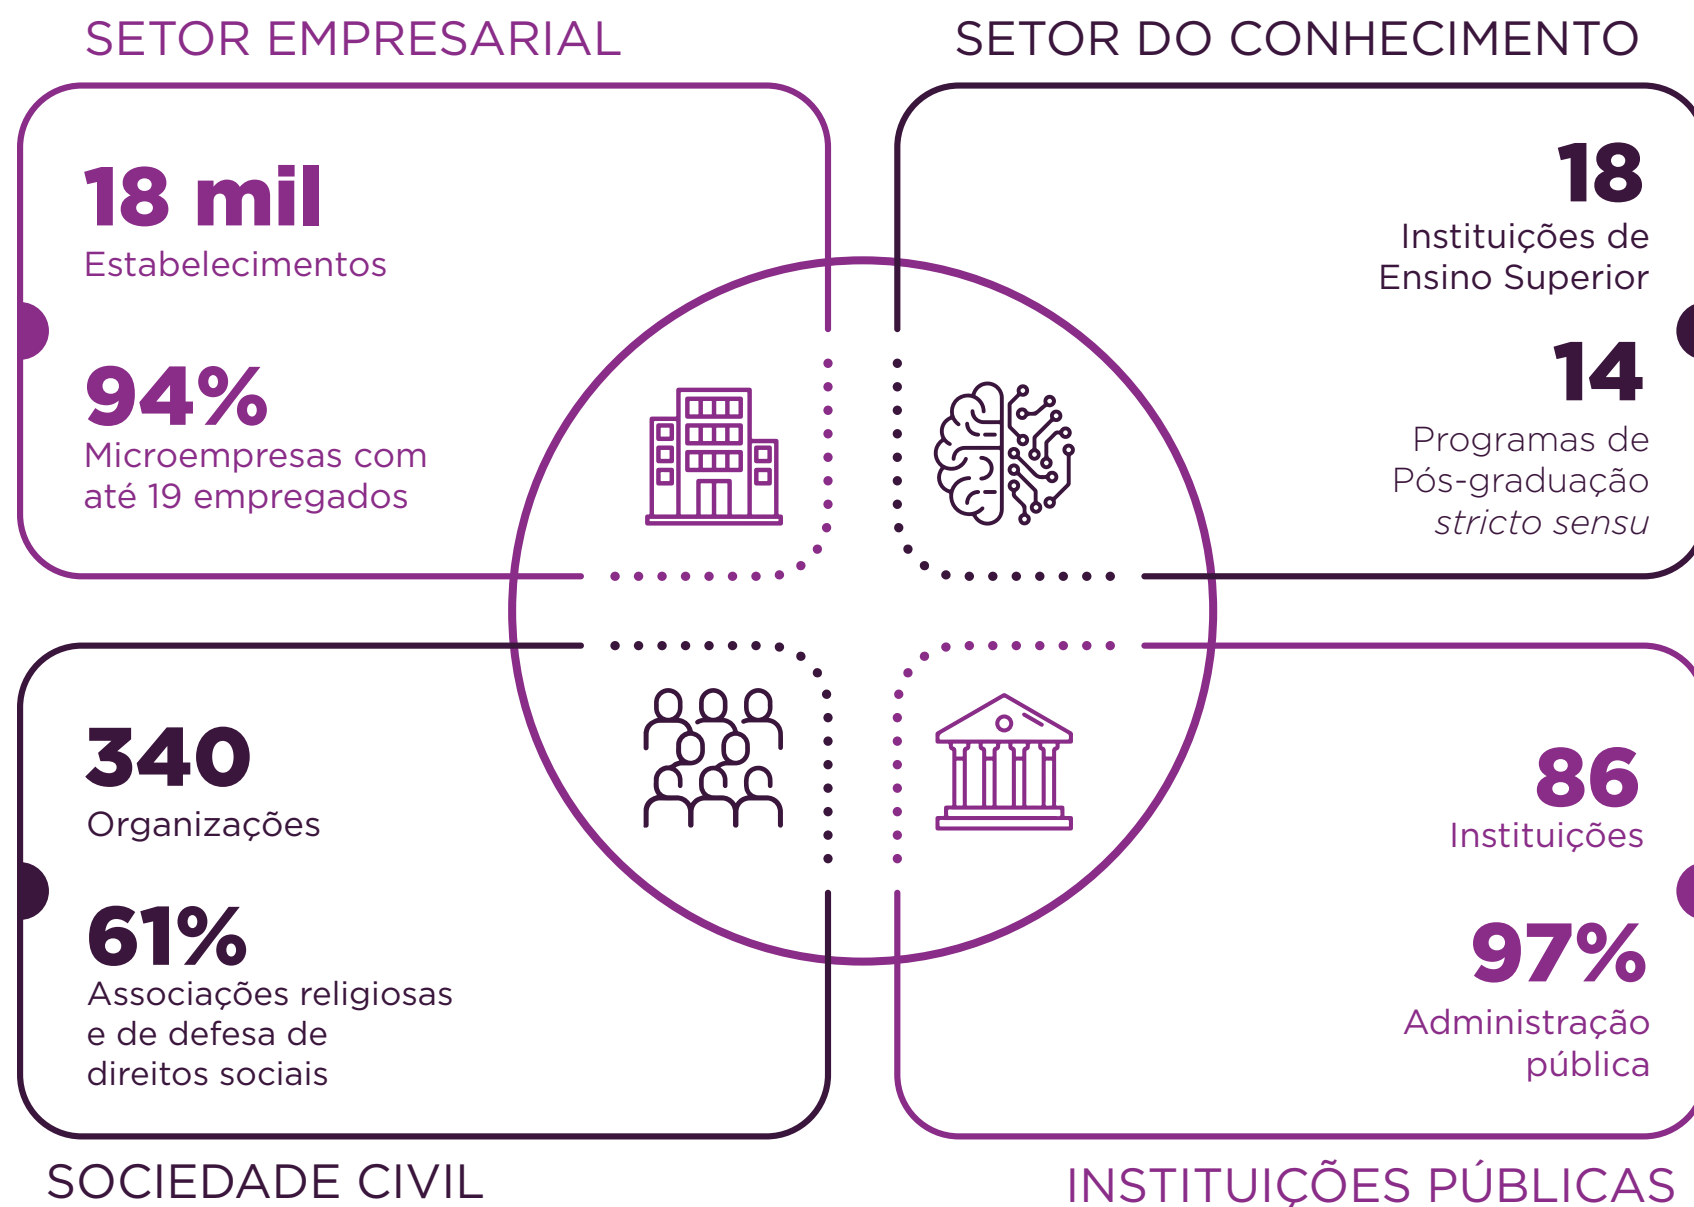 SETOR EMPRESARIAL
18 mil
Estabelecimentos
94%
Microempresas com
até 19 empregados
SETOR DO CONHECIMENTO
18
Instituições de
Ensino Superior
14
Programas de
Pós-graduação
stricto sensu
340
Organizações
61%
Associações religiosas
e de defesa de
direitos sociais
SOCIEDADE CIVIL
86
Instituições
97%
Administração
pública
INSTITUIÇÕES PÚBLICAS